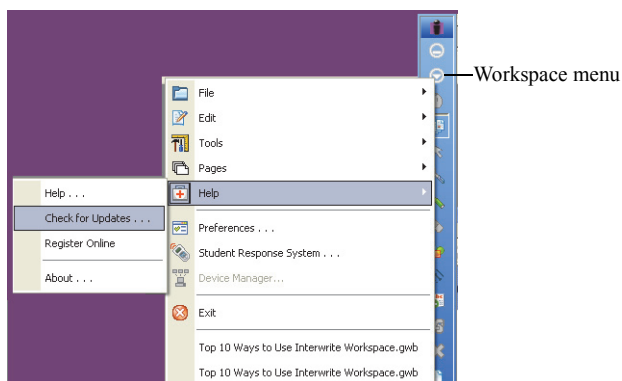 Workspace menu
File
Edit
Tools
Pages
Help
Help . . .
Check for Updates . . .
Register Online
About . . .
Preferences . . .
Student Response System . . .
Device Manager...
Exit
Top 10 Ways to Use Interwrite Workspace.gwb
Top 10 Ways to Use Interwrite Workspace.gwb